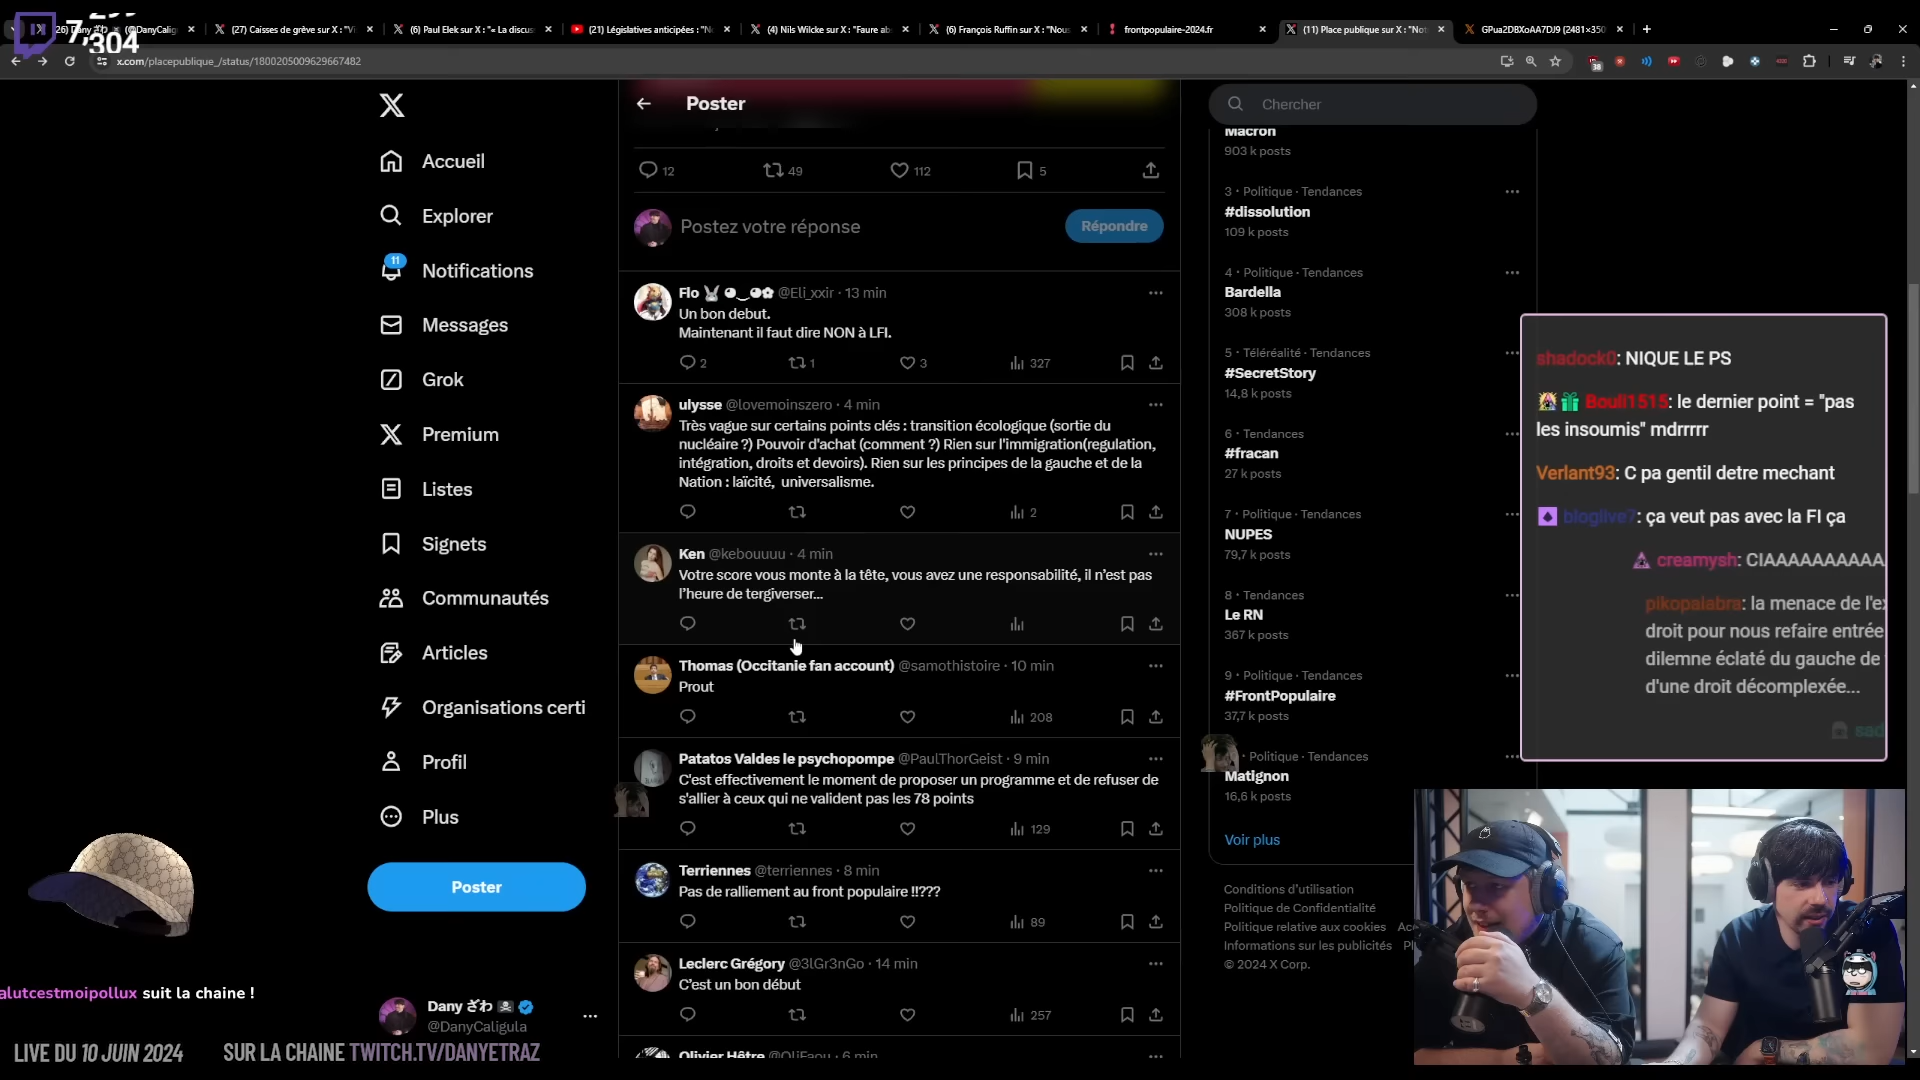 (27) Caisses de grève sur X : "Vi
(6) Paul Elek sur X : "« La discus
(21) Législatives anticipées : "N
(4) Nils Wilcke sur X : "Faure ab
(6) François Ruffin sur X : "Nous
frontpopulaire-2024.fr
(11) Place publique sur X : "Not
GPua2DBXoAA7DJ9 (2481×350
304
x.com/placepublique_/status/1800205009629667482
38
Accueil
Explorer
11
Notifications
Messages
Grok
Premium
Listes
Signets
Communautés
Articles
Organisations certi
Profil
Plus
Poster
Dany ざわ
@DanyCaligula
Poster
12
49
112
5
Postez votre réponse
Répondre
Flo @Eli_xxir · 13 min
Un bon debut.
Maintenant il faut dire NON à LFI.
2
1
3
327
ulysse @lovemoinszero · 4 min
Très vague sur certains points clés : transition écologique (sortie du
nucléaire ?) Pouvoir d'achat (comment ?) Rien sur l'immigration(regulation,
intégration, droits et devoirs). Rien sur les principes de la gauche et de la
Nation : laïcité, universalisme.
2
Ken @kebouuuu · 4 min
Votre score vous monte à la tête, vous avez une responsabilité, il n’est pas
l’heure de tergiverser…
Thomas (Occitanie fan account) @samothistoire · 10 min
Prout
208
Patatos Valdes le psychopompe @PaulThorGeist · 9 min
C'est effectivement le moment de proposer un programme et de refuser de
s'allier à ceux qui ne valident pas les 78 points
129
Terriennes @terriennes · 8 min
Pas de ralliement au front populaire !!???
89
Leclerc Grégory @3lGr3nGo · 14 min
C’est un bon début
257
Olivier Hêtre @OliFaou · 6 min
Chercher
Macron
903 k posts
3 · Politique · Tendances
#dissolution
109 k posts
4 · Politique · Tendances
Bardella
308 k posts
5 · Téléréalité · Tendances
#SecretStory
14,8 k posts
6 · Tendances
#fracan
27 k posts
7 · Politique · Tendances
NUPES
79,7 k posts
8 · Tendances
Le RN
367 k posts
9 · Politique · Tendances
#FrontPopulaire
37,7 k posts
· Politique · Tendances
Matignon
16,6 k posts
Voir plus
Conditions d’utilisation
Politique de Confidentialité
Politique relative aux cookies
Informations sur les publicités
© 2024 X Corp.
shadock0: NIQUE LE PS
Bouli1515: le dernier point = "pas
les insoumis" mdrrrrr
Verlant93: C pa gentil detre mechant
bloglive7: ça veut pas avec la FI ça
creamysh: CIAAAAAAAAAA
pikopalabra: la menace de l'ex
droit pour nous refaire entrée
dilemne éclaté du gauche de
d'une droit décomplexée...
sad
alutcestmoipollux suit la chaine !
LIVE DU 10 JUIN 2024
SUR LA CHAINE TWITCH.TV/DANYETRAZ